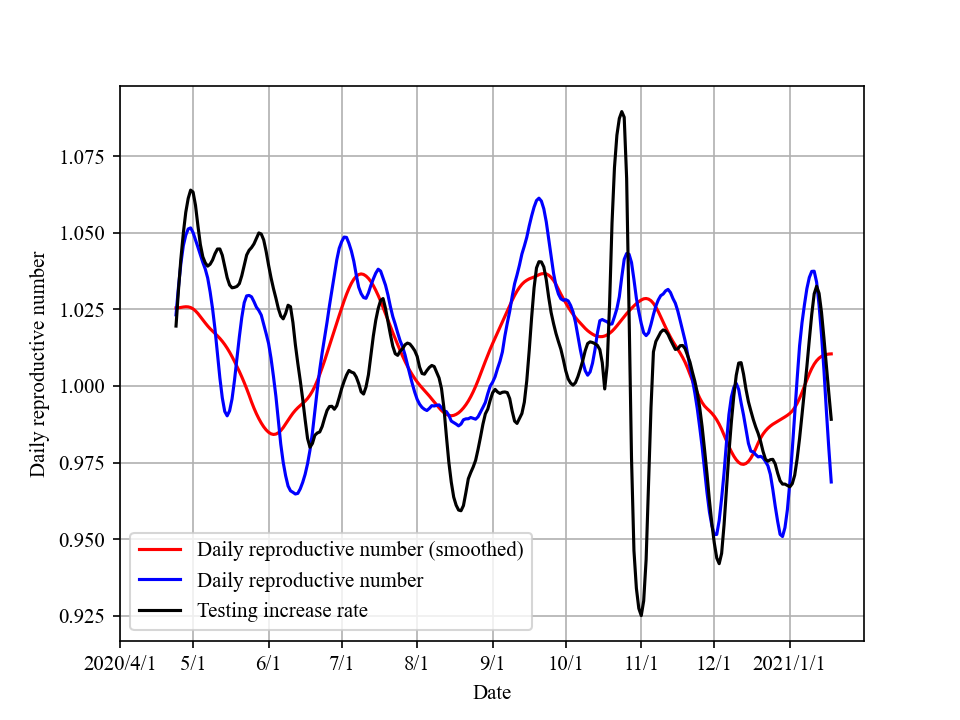 Daily reproductive number
1.075
1.050
1.025
1.000
0.975
0.950
0.925
Daily reproductive number (smoothed)
Daily reproductive number
Testing increase rate
2020/4/1 5/1 6/1 7/1 8/1 9/1 10/1 11/1 12/1 2021/1/1
Date